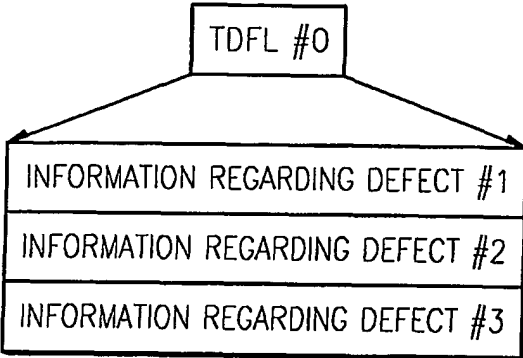 TDFL #0
INFORMATION REGARDING DEFECT #1
INFORMATION REGARDING DEFECT #2
INFORMATION REGARDING DEFECT #3